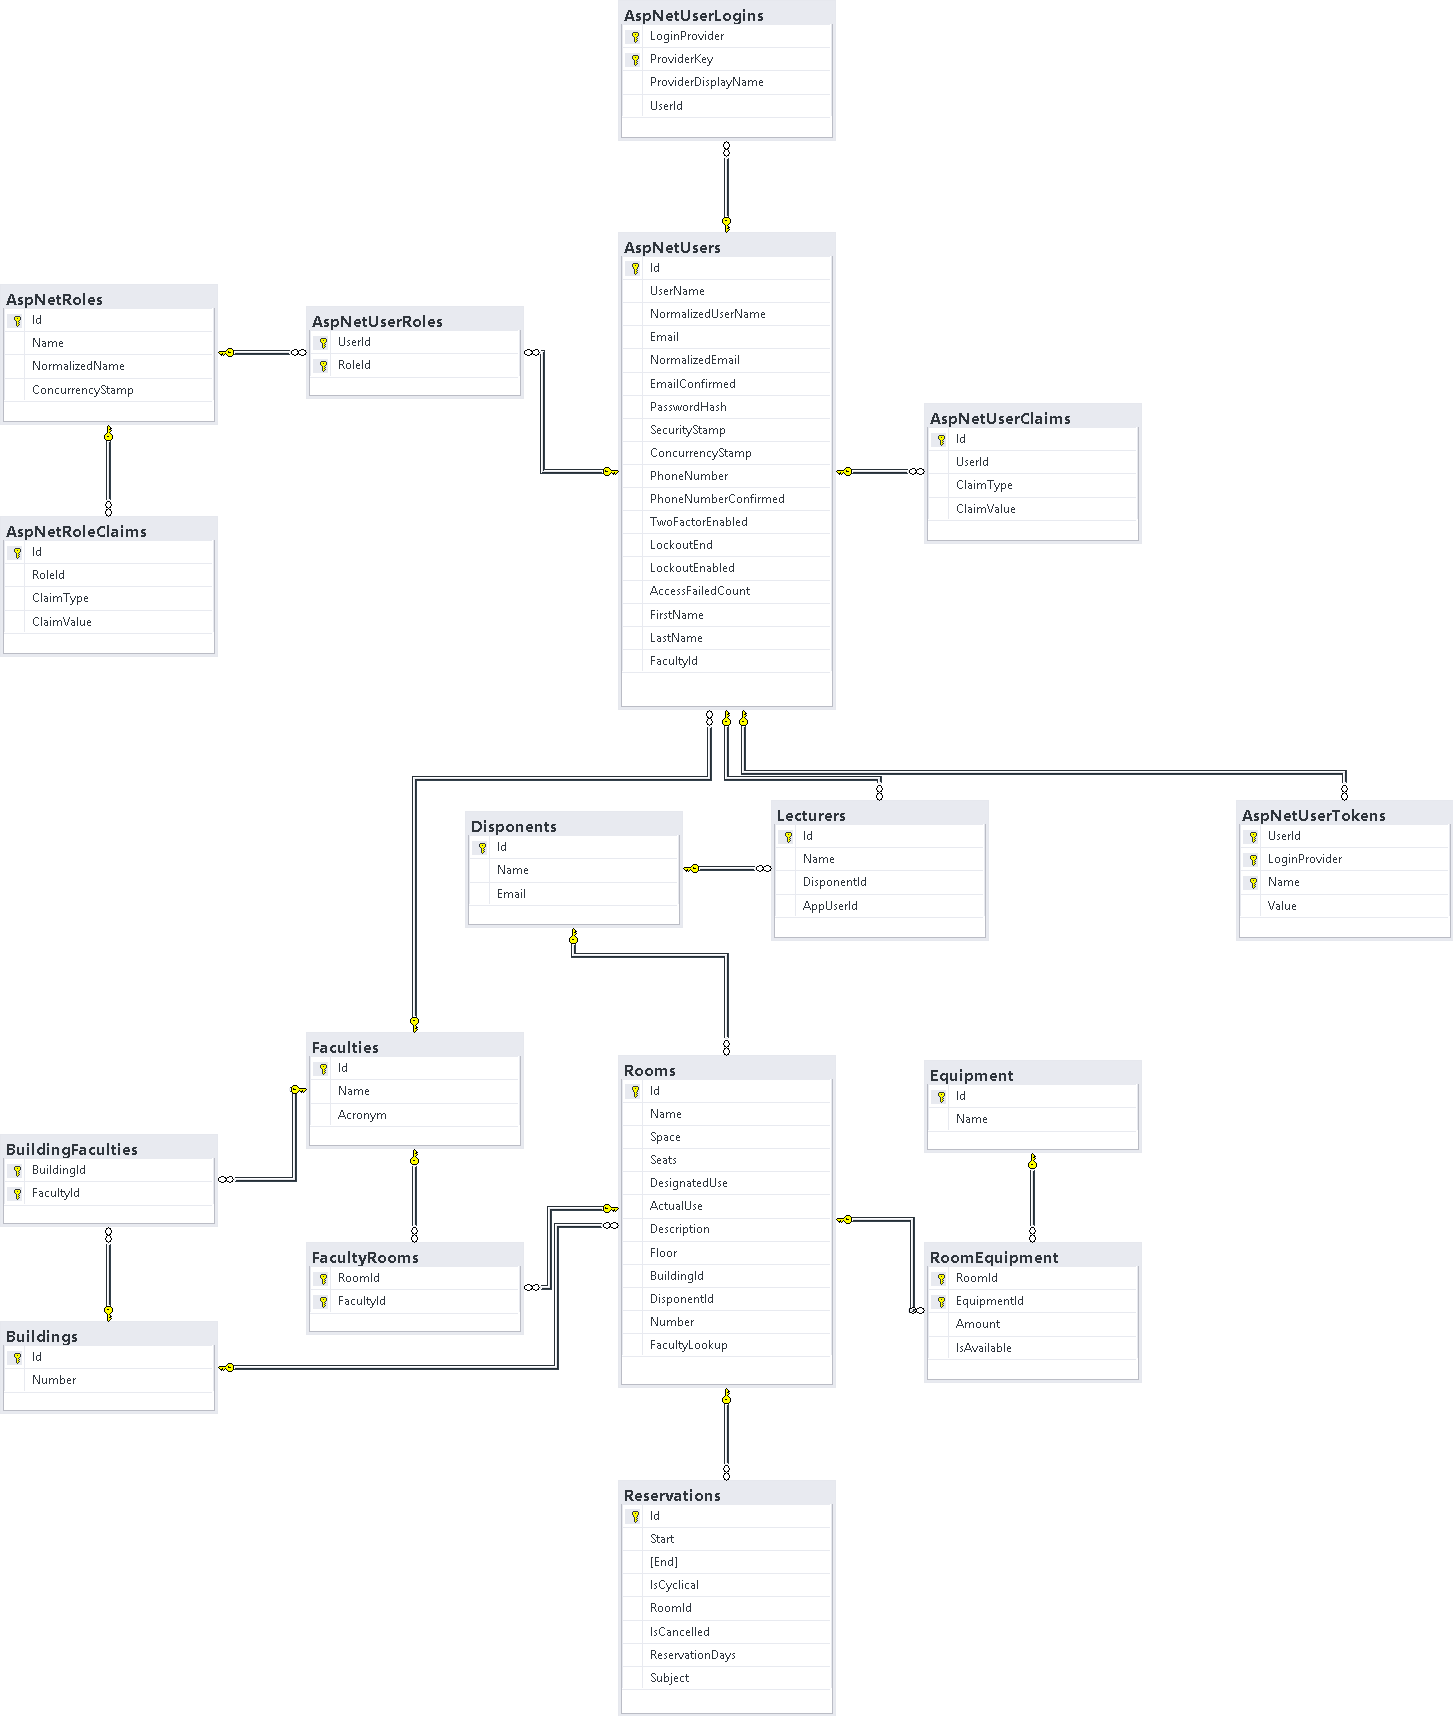 AspNetUserLogins
LoginProvider
ProviderKey
ProviderDisplayName
UserId
AspNetUsers
Id
UserName
NormalizedUserName
Email
NormalizedEmail
EmailConfirmed
PasswordHash
SecurityStamp
ConcurrencyStamp
PhoneNumber
PhoneNumberConfirmed
TwoFactorEnabled
LockoutEnd
LockoutEnabled
AccessFailedCount
FirstName
LastName
FacultyId
AspNetRoles
Id
Name
NormalizedName
ConcurrencyStamp
AspNetUserRoles
UserId
RoleId
AspNetUserClaims
Id
UserId
ClaimType
ClaimValue
AspNetRoleClaims
Id
RoleId
ClaimType
ClaimValue
Disponents
Id
Name
Email
Lecturers
Id
Name
DisponentId
AppUserId
AspNetUserTokens
UserId
LoginProvider
Name
Value
Faculties
Id
Name
Acronym
Rooms
Id
Name
Space
Seats
DesignatedUse
ActualUse
Description
Floor
BuildingId
DisponentId
Number
FacultyLookup
Equipment
Id
Name
BuildingFaculties
BuildingId
FacultyId
FacultyRooms
RoomId
FacultyId
RoomEquipment
RoomId
EquipmentId
Amount
IsAvailable
Buildings
Id
Number
Reservations
Id
Start
[End]
IsCyclical
RoomId
IsCancelled
ReservationDays
Subject